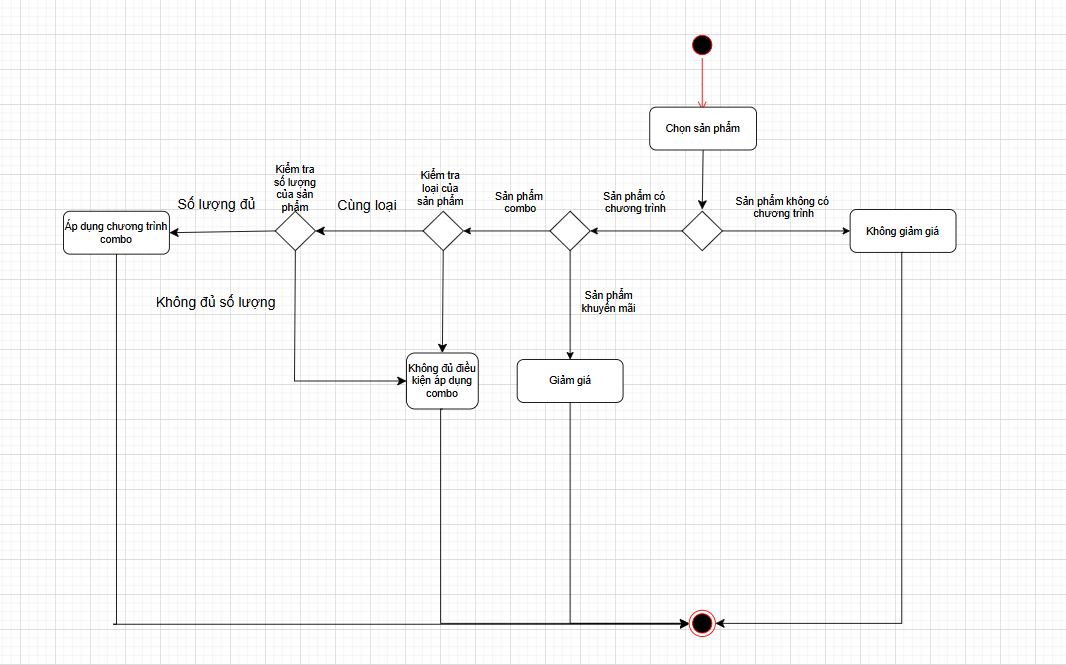 Chọn sản phẩm
Kiểm tra
số lượng
của sản
phẩm
Kiểm tra
loại của
sản phẩm
Số lượng đủ
Cùng loại
Sản phẩm
combo
Sản phẩm có
chương trình
Sản phẩm không có
chương trình
Áp dụng chương trình
combo
Không giảm giá
Không đủ số lượng
Sản phẩm
khuyến mãi
Không đủ điều
kiện áp dụng
combo
Giảm giá